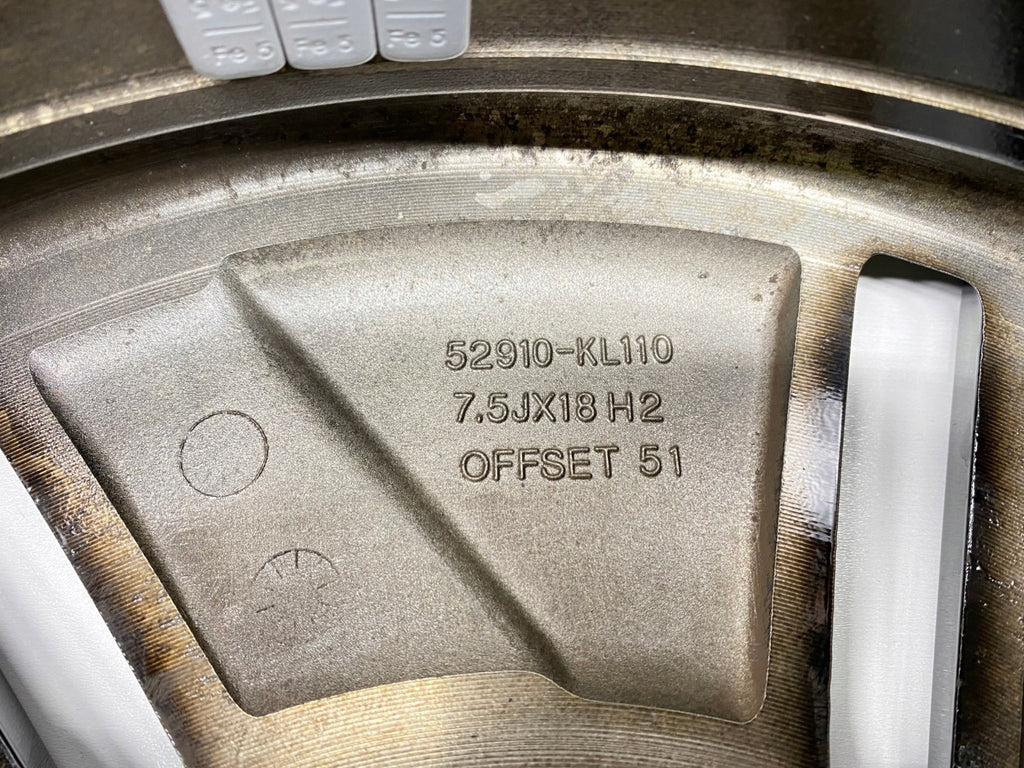 Fe 5 Fe 5 Fe 5
52910-KL110
7.5JX18 H2
OFFSET 51